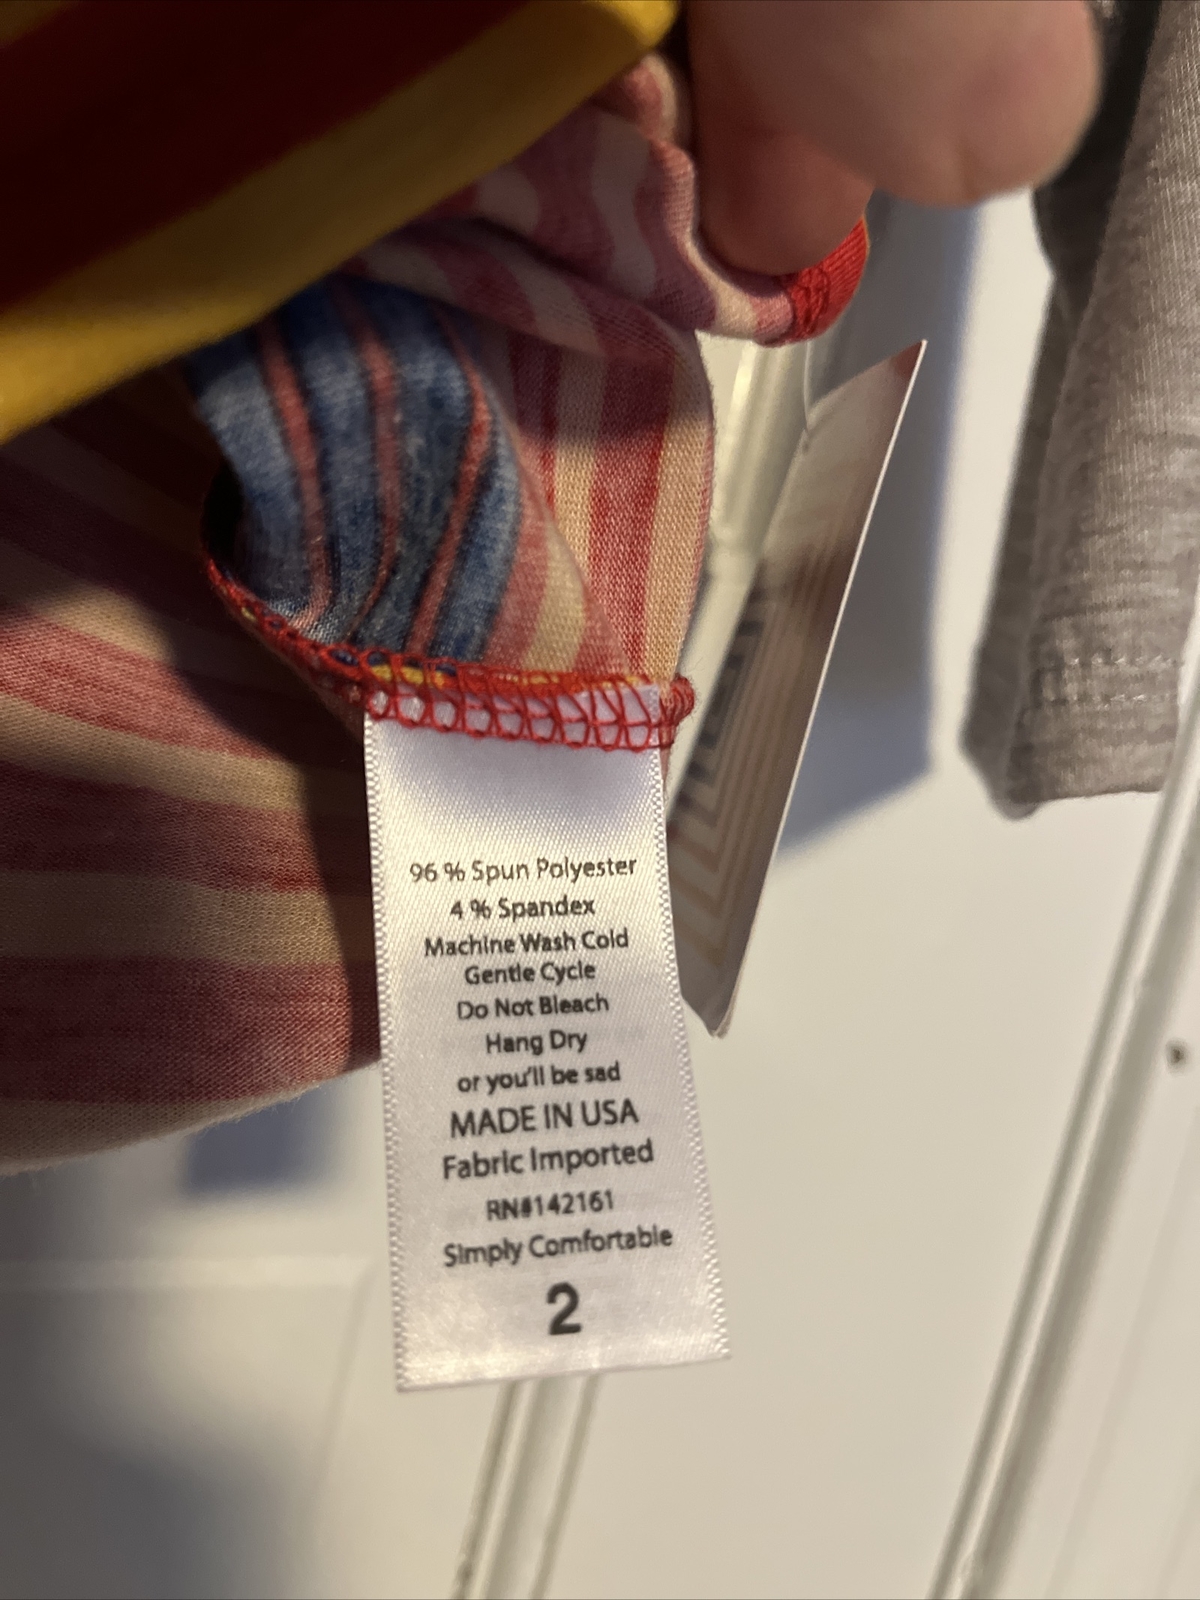 96 % Spun Polyester
4 % Spandex
Machine Wash Cold
Gentle Cycle
Do Not Bleach
Hang Dry
or you'll be sad
MADE IN USA
Fabric Imported
RN#142161
Simply Comfortable
2